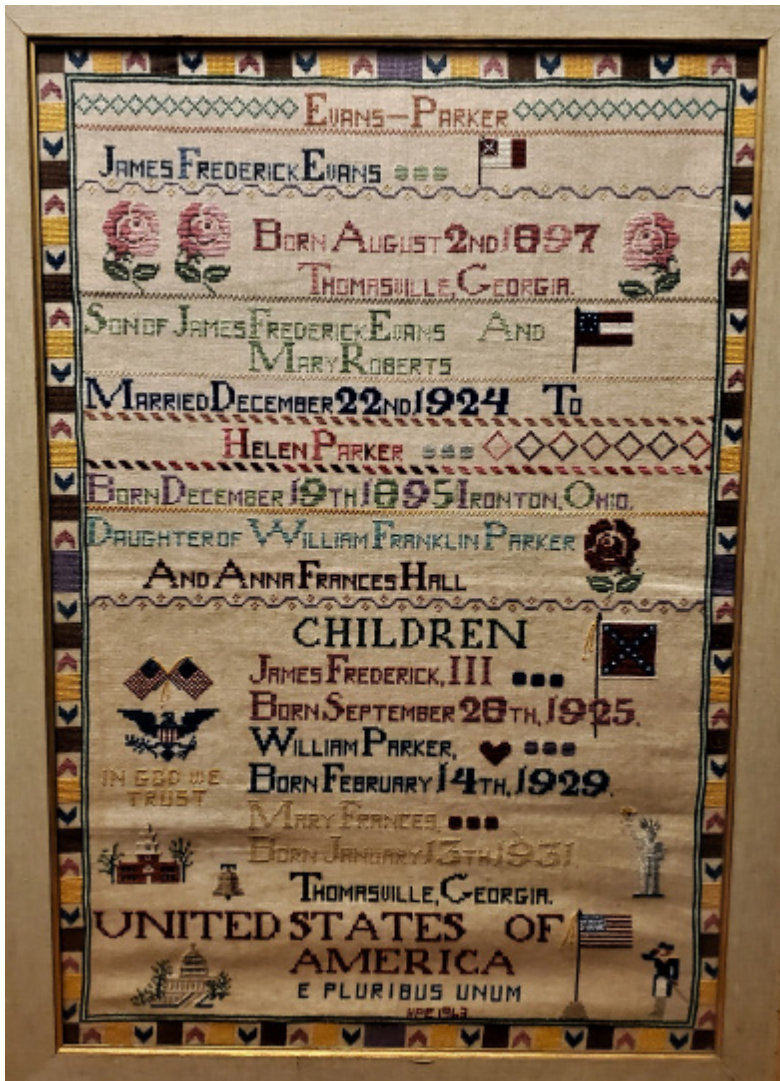 EVANS-PARKER
JAMES FREDERICK EVANS
BORN AUGUST 2ND 1897
THOMASVILLE, GEORGIA.
SON OF JAMES FREDERICK EVANS AND
MARY ROBERTS
MARRIED DECEMBER 22ND 1924 TO
HELEN PARKER
BORN DECEMBER 19TH 1895 IRONTON, OHIO,
DAUGHTER OF WILLIAM FRANKLIN PARKER
AND ANNA FRANCES HALL
CHILDREN
JAMES FREDERICK, III
BORN SEPTEMBER 28TH, 1925.
WILLIAM PARKER,
BORN FEBRUARY 14TH, 1929.
IN GOD WE
TRUST
MARY FRANCES,
BORN JANUARY 13TH 1931
THOMASVILLE, GEORGIA.
UNITED STATES OF
AMERICA
E PLURIBUS UNUM
HPE 1963